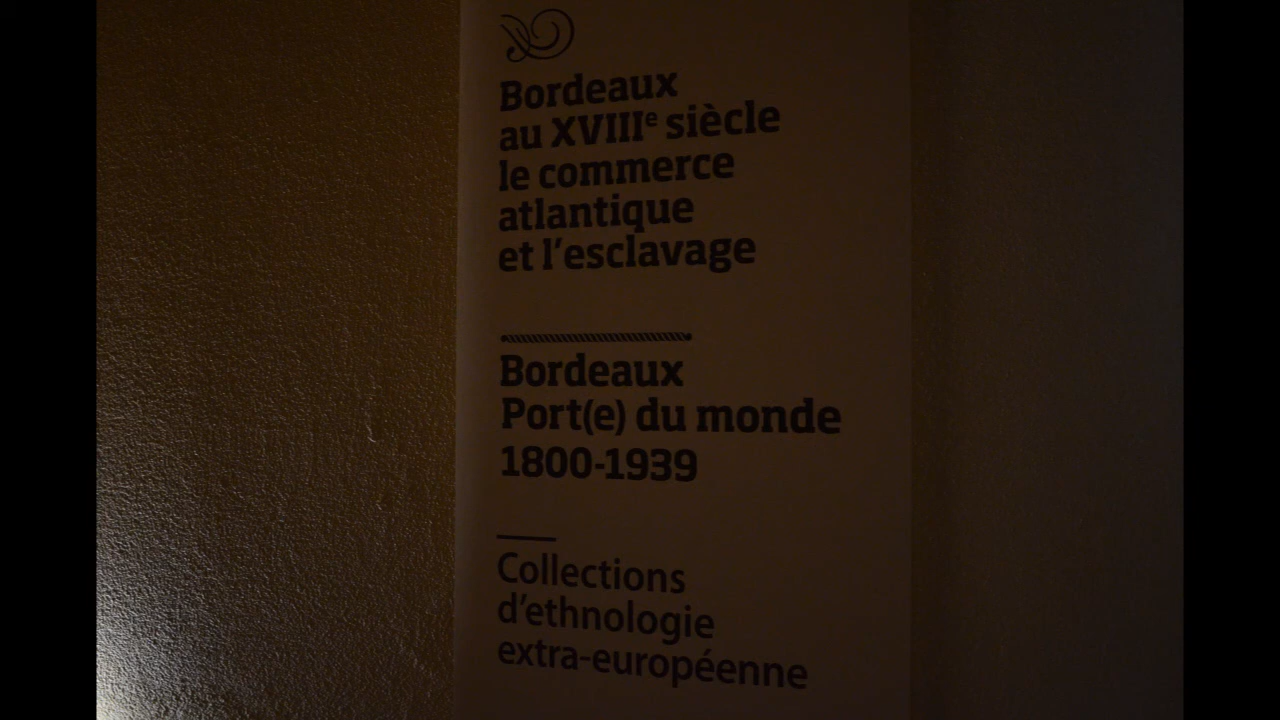 Bordeaux
au XVIIIe siècle
le commerce
atlantique
et l'esclavage
Bordeaux
Port(e) du monde
1800-1939
Collections
d'ethnologie
extra-européenne